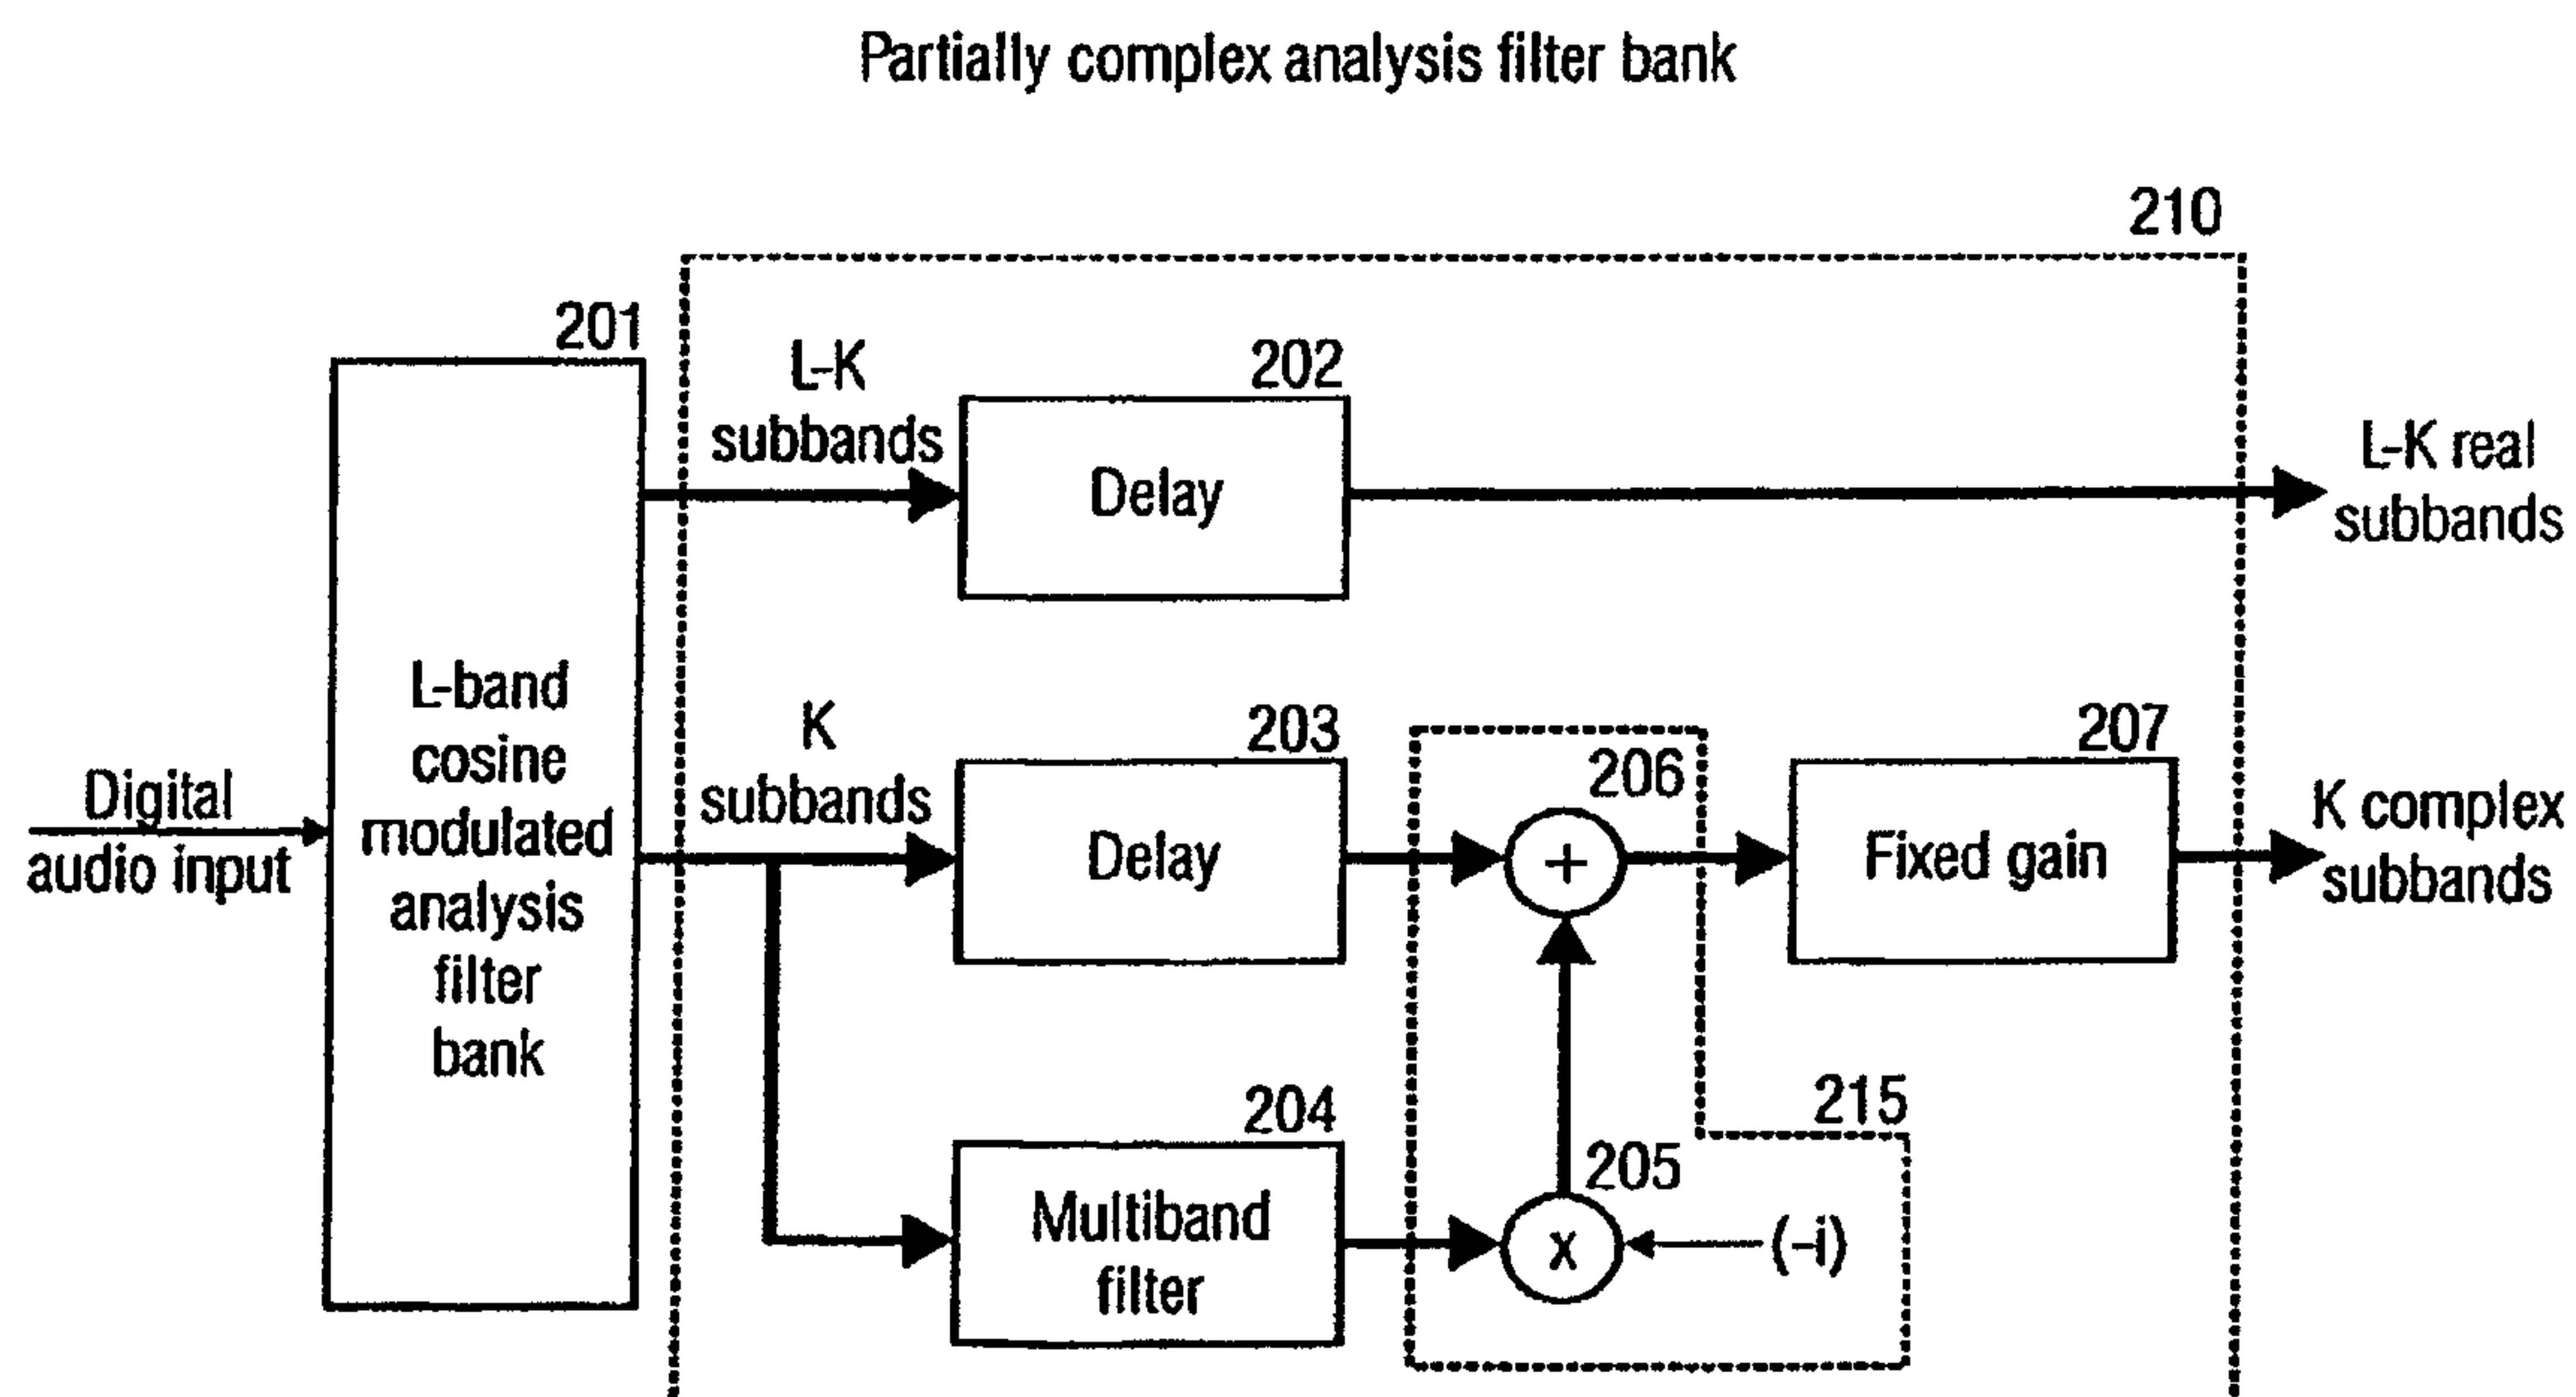 Partially complex analysis filter bank
210
201
L-K
subbands
202
Delay
L-K real
subbands
Digital
audio input
L-band
cosine
modulated
analysis
filter
bank
K
subbands
203
Delay
206
+
207
Fixed gain
K complex
subbands
204
Multiband
filter
205
x
215
(-i)